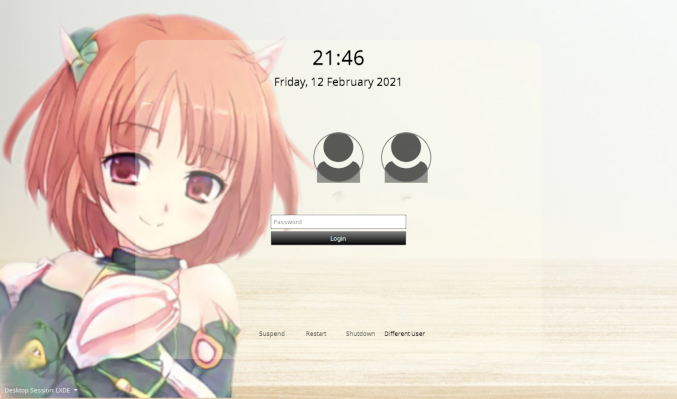 21:46
Friday, 12 February 2021
Password
Login
Suspend Restart Shutdown Different User
Desktop Session: LXDE